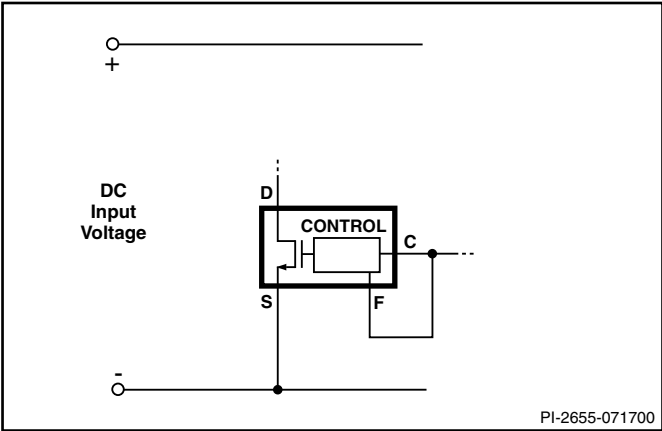 +
D
DC
Input
Voltage
CONTROL
C
S
F
-
PI-2655-071700